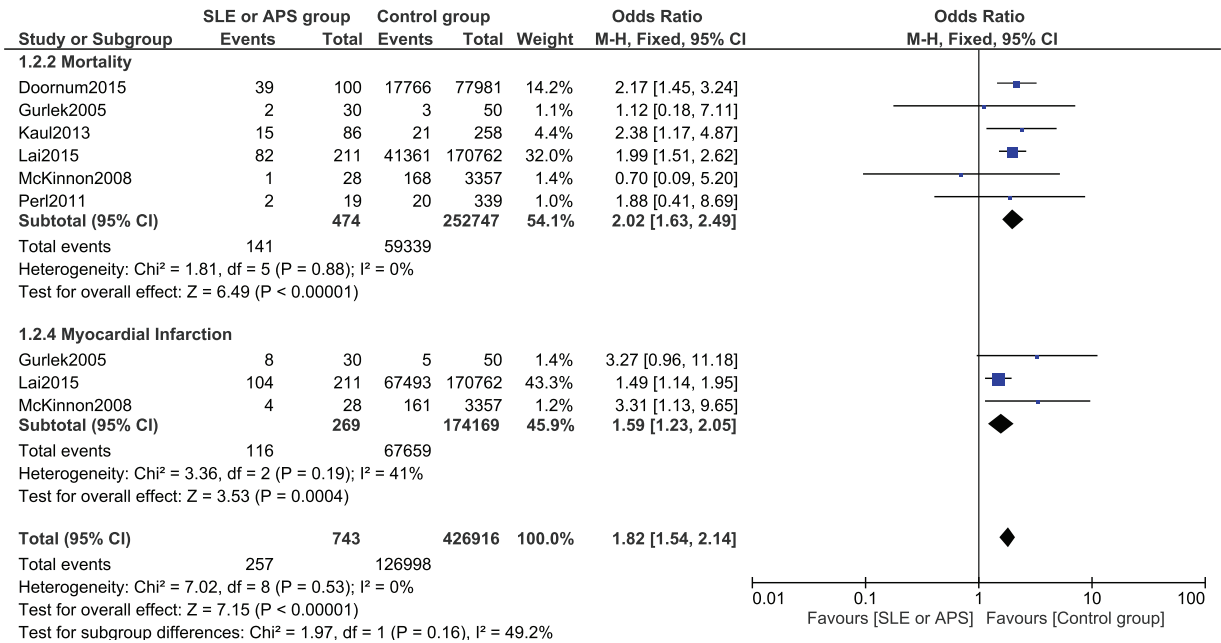 SLE or APS group Control group Odds Ratio Odds Ratio
Study or Subgroup Events Total Events Total Weight M-H, Fixed, 95% CI M-H, Fixed, 95% CI
1.2.2 Mortality
Doornum2015 39 100 17766 77981 14.2% 2.17 [1.45, 3.24]
Gurlek2005 2 30 3 50 1.1% 1.12 [0.18, 7.11]
Kaul2013 15 86 21 258 4.4% 2.38 [1.17, 4.87]
Lai2015 82 211 41361 170762 32.0% 1.99 [1.51, 2.62]
McKinnon2008 1 28 168 3357 1.4% 0.70 [0.09, 5.20]
Perl2011 2 19 20 339 1.0% 1.88 [0.41, 8.69]
Subtotal (95% CI) 474 252747 54.1% 2.02 [1.63, 2.49]
Total events 141 59339
Heterogeneity: Chi² = 1.81, df = 5 (P = 0.88); I² = 0%
Test for overall effect: Z = 6.49 (P < 0.00001)
1.2.4 Myocardial Infarction
Gurlek2005 8 30 5 50 1.4% 3.27 [0.96, 11.18]
Lai2015 104 211 67493 170762 43.3% 1.49 [1.14, 1.95]
McKinnon2008 4 28 161 3357 1.2% 3.31 [1.13, 9.65]
Subtotal (95% CI) 269 174169 45.9% 1.59 [1.23, 2.05]
Total events 116 67659
Heterogeneity: Chi² = 3.36, df = 2 (P = 0.19); I² = 41%
Test for overall effect: Z = 3.53 (P = 0.0004)
Total (95% CI) 743 426916 100.0% 1.82 [1.54, 2.14]
Total events 257 126998
Heterogeneity: Chi² = 7.02, df = 8 (P = 0.53); I² = 0%
Test for overall effect: Z = 7.15 (P < 0.00001)
Test for subgroup differences: Chi² = 1.97, df = 1 (P = 0.16), I² = 49.2%
0.01 0.1 1 10 100
Favours [SLE or APS] Favours [Control group]